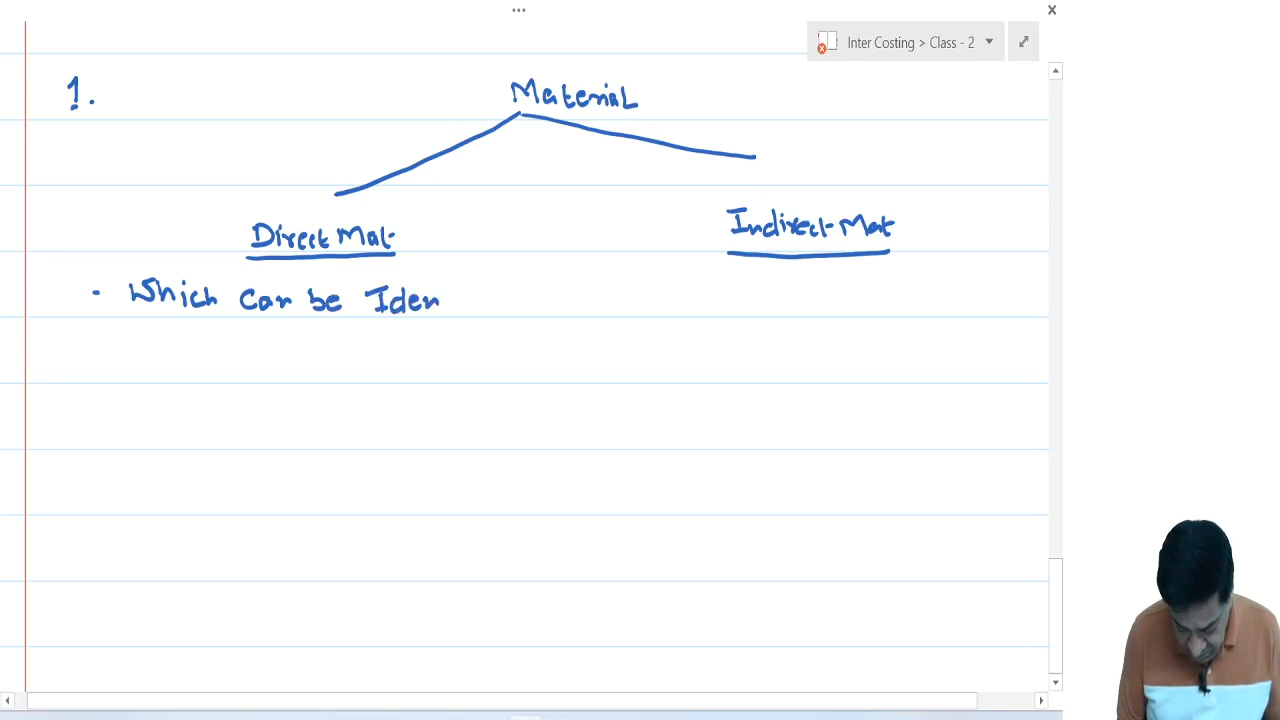 ...
Inter Costing > Class - 2
1. Material
Direct Mat. Indirect Mat
• Which can be Iden